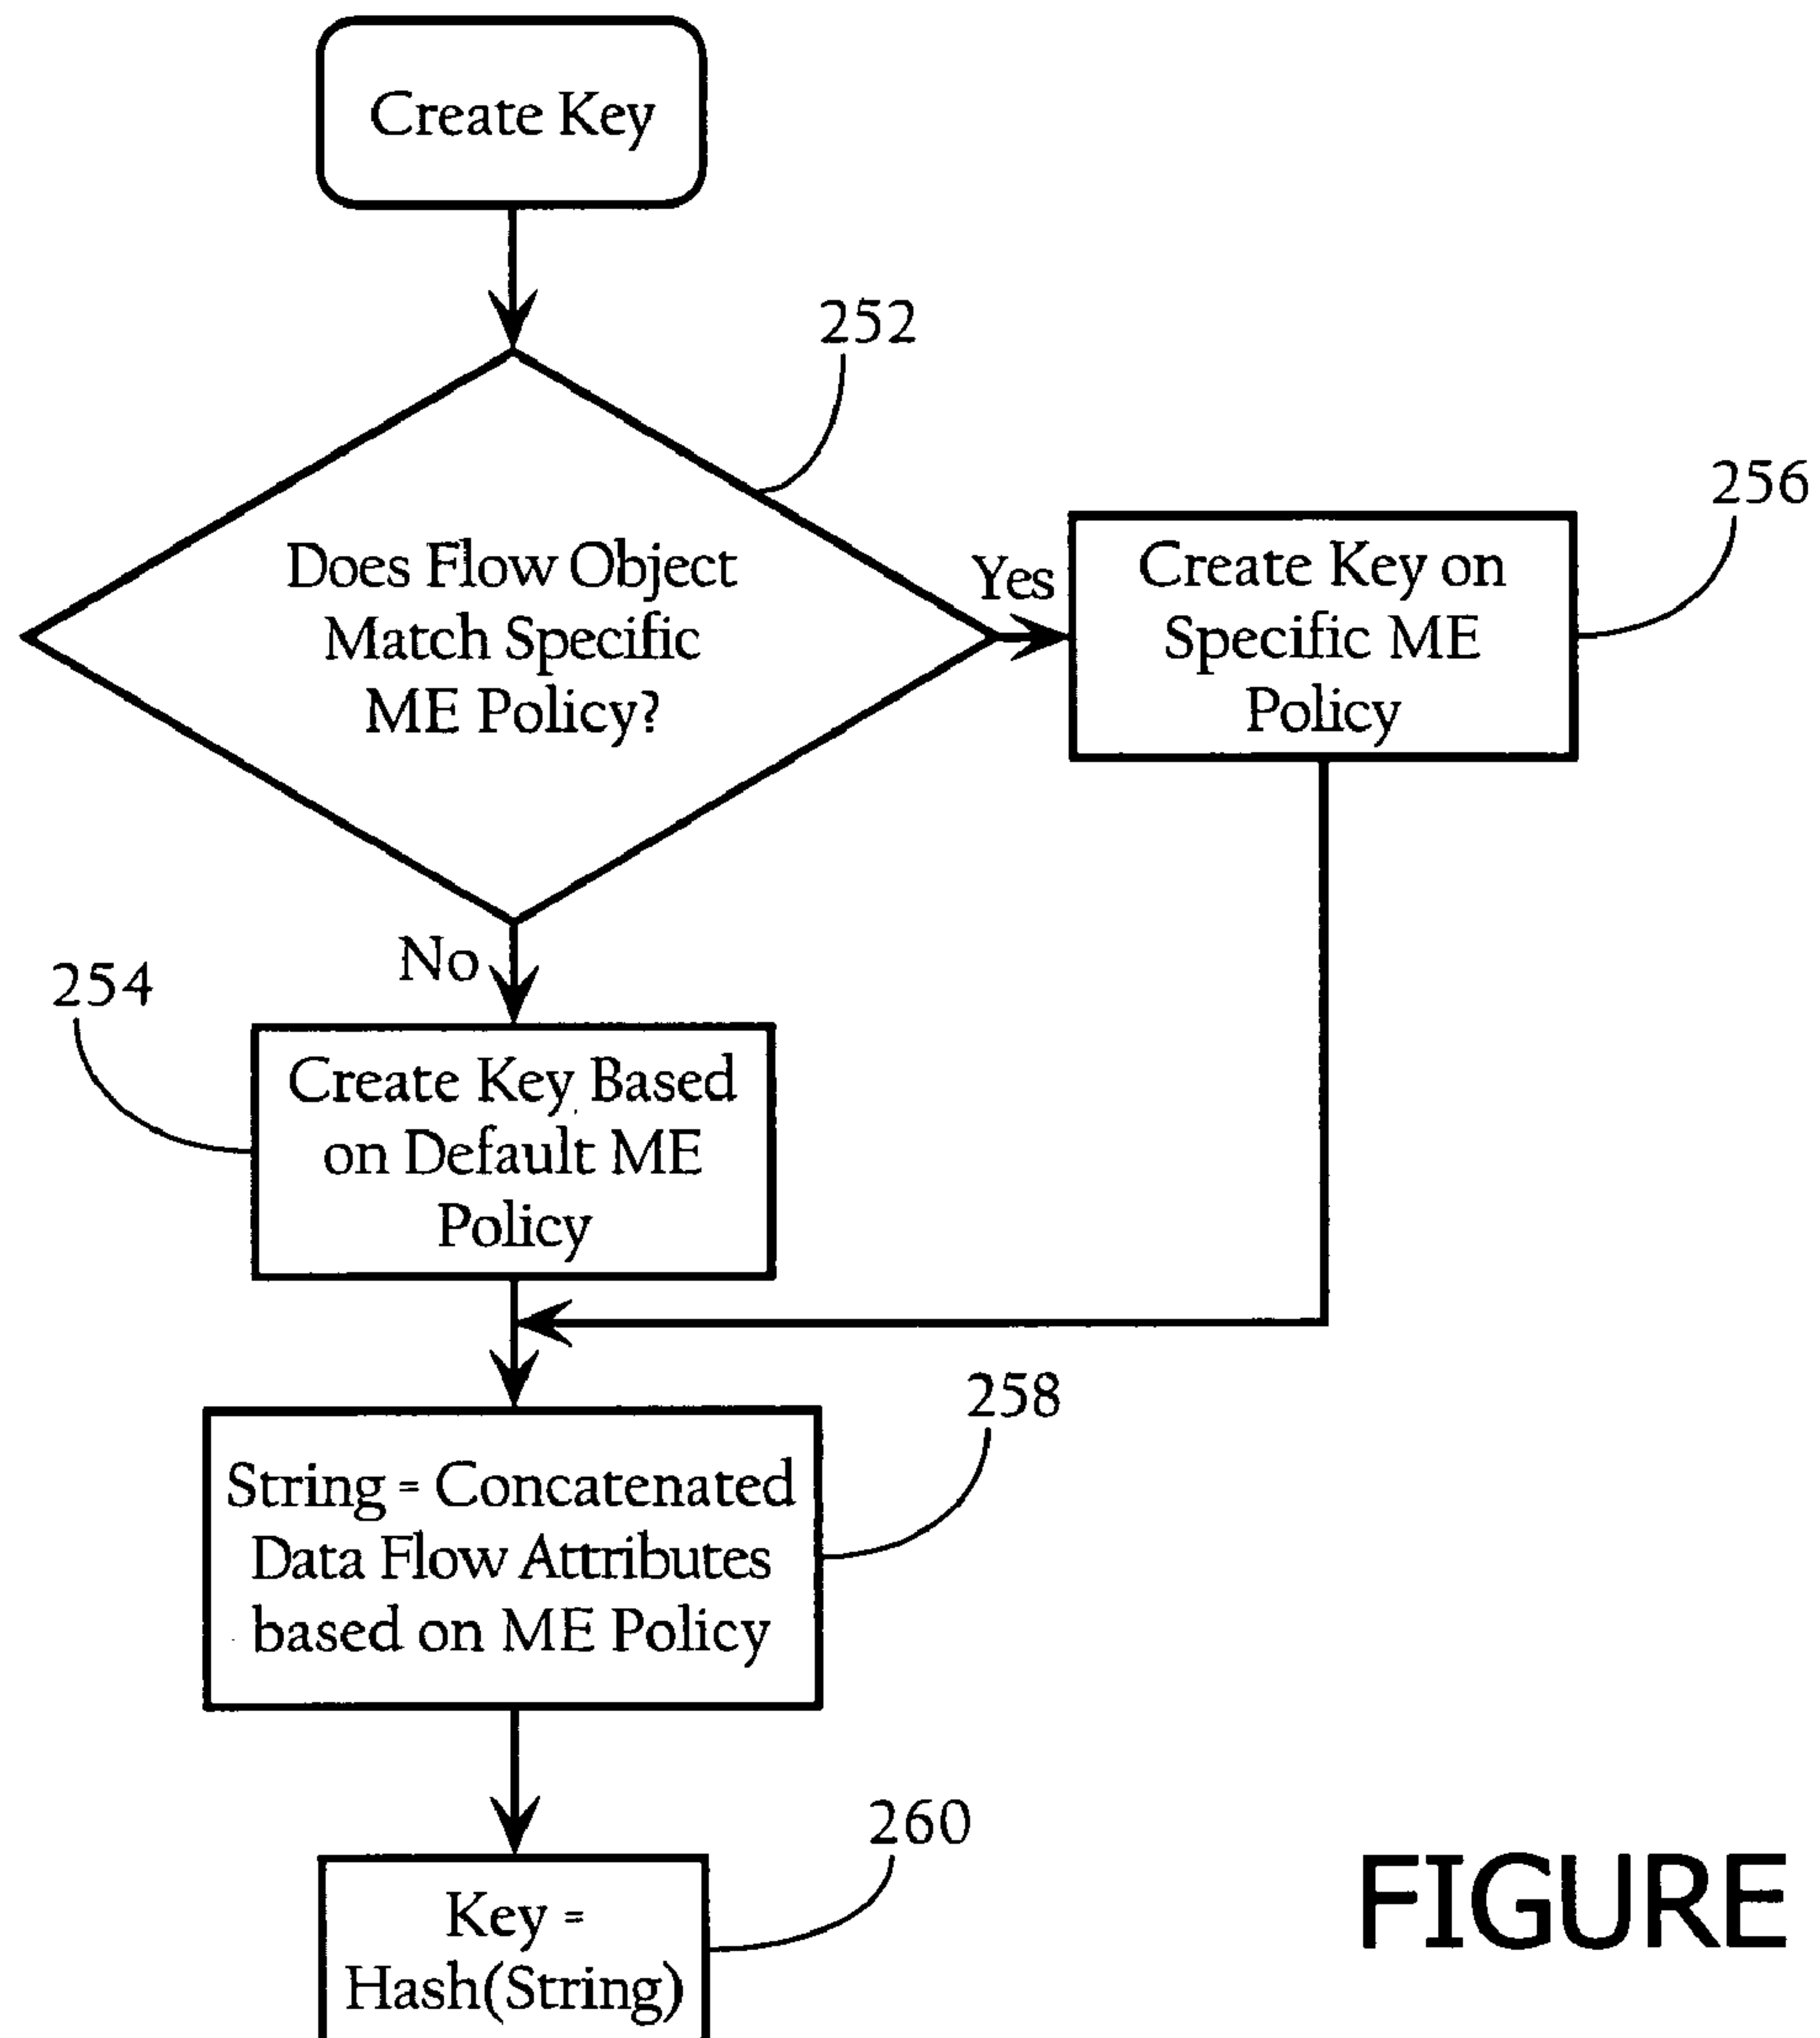 Create Key
252
Does Flow Object
Match Specific
ME Policy?
Yes
256
Create Key on
Specific ME
Policy
No
254
Create Key Based
on Default ME
Policy
258
String = Concatenated
Data Flow Attributes
based on ME Policy
260
Key =
Hash(String)
FIGURE